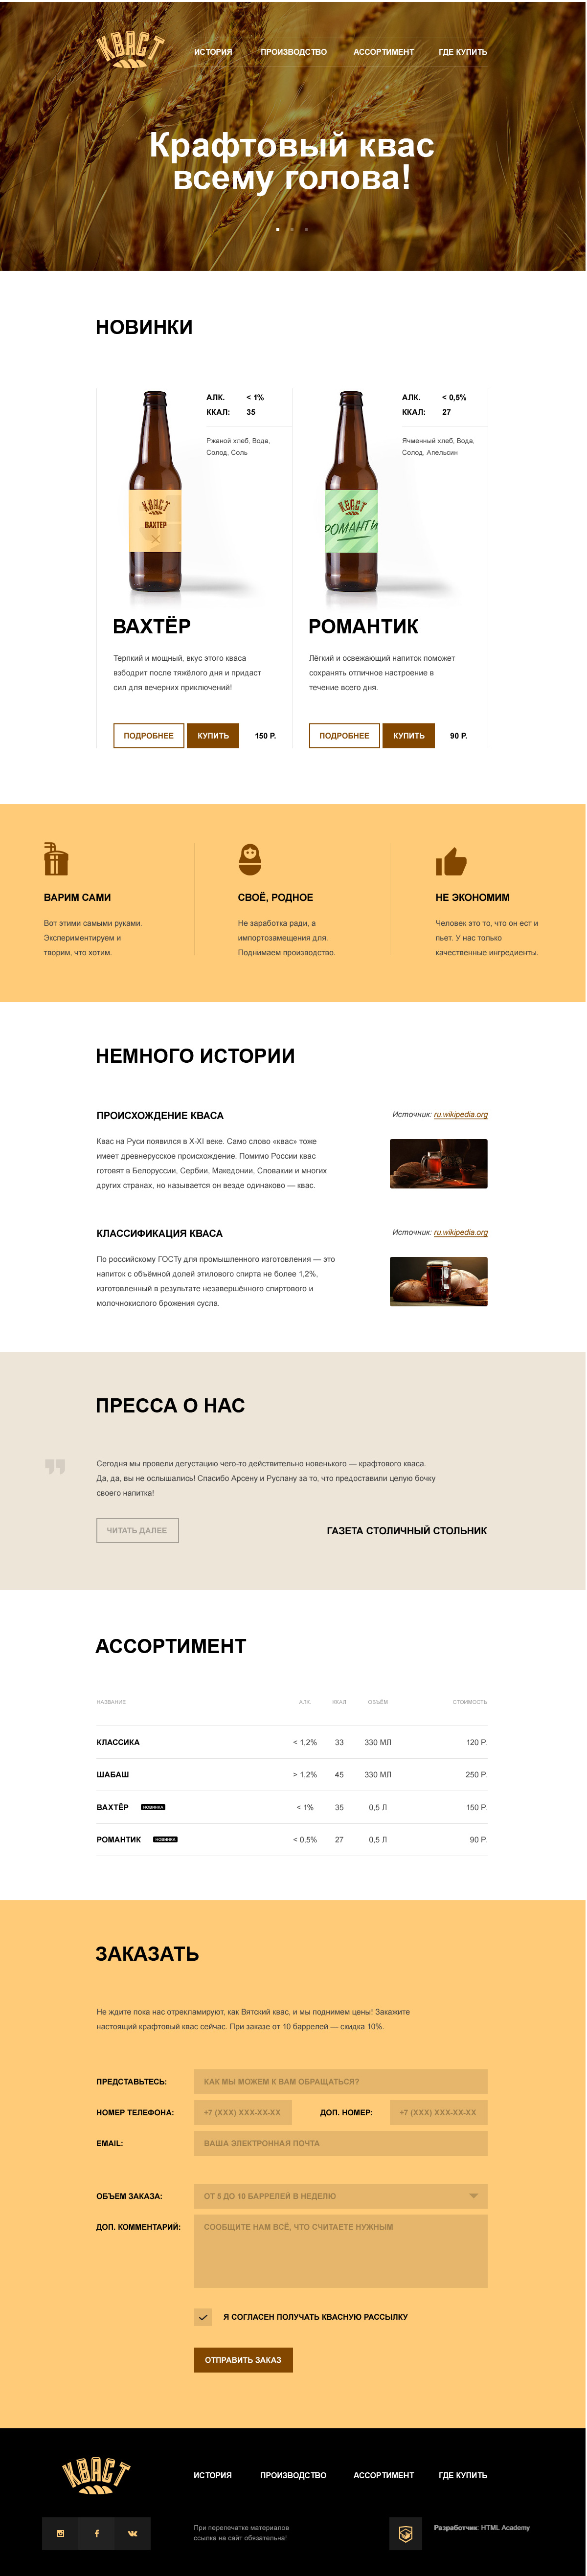 КВАСТ
ИСТОРИЯ ПРОИЗВОДСТВО АССОРТИМЕНТ ГДЕ КУПИТЬ
Крафтовый квас
всему голова!
НОВИНКИ
АЛК. < 1%
ККАЛ: 35
Ржаной хлеб, Вода,
Солод, Соль
КВАСТ
ВАХТЕР
ВАХТЁР
Терпкий и мощный, вкус этого кваса
взбодрит после тяжёлого дня и придаст
сил для вечерних приключений!
ПОДРОБНЕЕ КУПИТЬ 150 Р.
АЛК. < 0,5%
ККАЛ: 27
Ячменный хлеб, Вода,
Солод, Апельсин
КВАСТ
РОМАНТИ
РОМАНТИК
Лёгкий и освежающий напиток поможет
сохранять отличное настроение в
течение всего дня.
ПОДРОБНЕЕ КУПИТЬ 90 Р.
ВАРИМ САМИ
Вот этими самыми руками.
Экспериментируем и
творим, что хотим.
СВОЁ, РОДНОЕ
Не заработка ради, а
импортозамещения для.
Поднимаем производство.
НЕ ЭКОНОМИМ
Человек это то, что он ест и
пьет. У нас только
качественные ингредиенты.
НЕМНОГО ИСТОРИИ
ПРОИСХОЖДЕНИЕ КВАСА
Источник: ru.wikipedia.org
Квас на Руси появился в X-XI веке. Само слово «квас» тоже
имеет древнерусское происхождение. Помимо России квас
готовят в Белоруссии, Сербии, Македонии, Словакии и многих
других странах, но называется он везде одинаково — квас.
КЛАССИФИКАЦИЯ КВАСА
Источник: ru.wikipedia.org
По российскому ГОСТу для промышленного изготовления — это
напиток с объёмной долей этилового спирта не более 1,2%,
изготовленный в результате незавершённого спиртового и
молочнокислого брожения сусла.
ПРЕССА О НАС
Сегодня мы провели дегустацию чего-то действительно новенького — крафтового кваса.
Да, да, вы не ослышались! Спасибо Арсену и Руслану за то, что предоставили целую бочку
своего напитка!
ЧИТАТЬ ДАЛЕЕ
ГАЗЕТА СТОЛИЧНЫЙ СТОЛЬНИК
АССОРТИМЕНТ
НАЗВАНИЕ АЛК ККАЛ ОБЪЁМ СТОИМОСТЬ
КЛАССИКА < 1,2% 33 330 МЛ 120 Р.
ШАБАШ > 1,2% 45 330 МЛ 250 Р.
ВАХТЁР НОВИНКА < 1% 35 0,5 Л 150 Р.
РОМАНТИК НОВИНКА < 0,5% 27 0,5 Л 90 Р.
ЗАКАЗАТЬ
Не ждите пока нас отрекламируют, как Вятский квас, и мы поднимем цены! Закажите
настоящий крафтовый квас сейчас. При заказе от 10 баррелей — скидка 10%.
ПРЕДСТАВЬТЕСЬ: КАК МЫ МОЖЕМ К ВАМ ОБРАЩАТЬСЯ?
НОМЕР ТЕЛЕФОНА: +7 (XXX) XXX-XX-XX ДОП. НОМЕР: +7 (XXX) XXX-XX-XX
EMAIL: ВАША ЭЛЕКТРОННАЯ ПОЧТА
ОБЪЕМ ЗАКАЗА: ОТ 5 ДО 10 БАРРЕЛЕЙ В НЕДЕЛЮ
ДОП. КОММЕНТАРИЙ: СООБЩИТЕ НАМ ВСЁ, ЧТО СЧИТАЕТЕ НУЖНЫМ
Я СОГЛАСЕН ПОЛУЧАТЬ КВАСНУЮ РАССЫЛКУ
ОТПРАВИТЬ ЗАКАЗ
КВАСТ
ИСТОРИЯ ПРОИЗВОДСТВО АССОРТИМЕНТ ГДЕ КУПИТЬ
При перепечатке материалов
ссылка на сайт обязательна!
Разработчик: HTML Academy